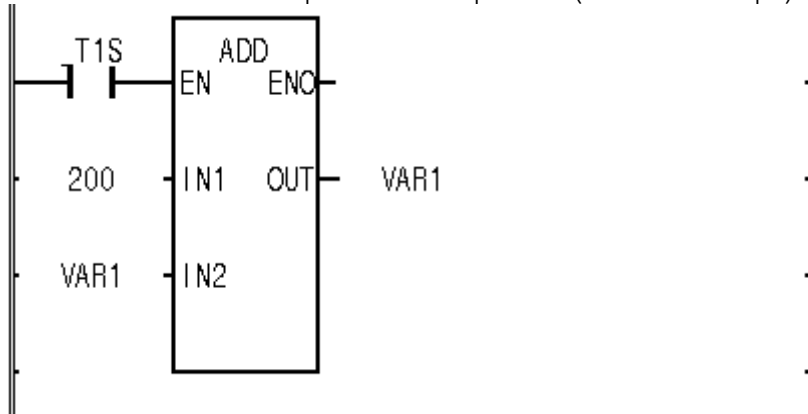 T1S ADD
EN ENO
200 IN1 OUT VAR1
VAR1 IN2